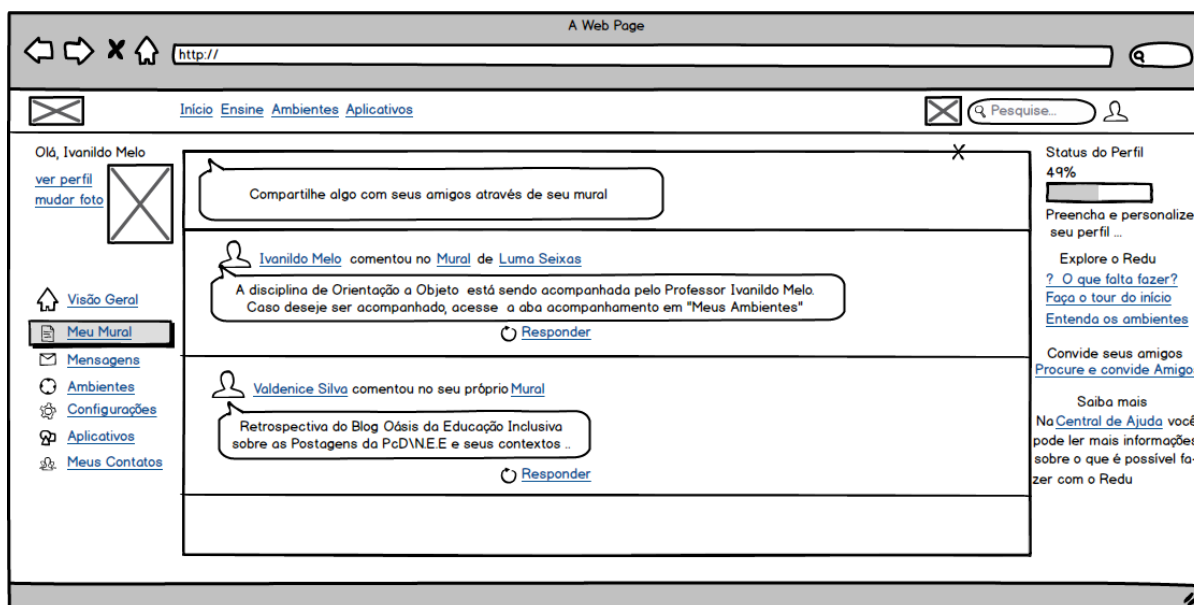 A Web Page
http://
Início Ensine Ambientes Aplicativos
Pesquise...
Olá, Ivanildo Melo
ver perfil
mudar foto
Visão Geral
Meu Mural
Mensagens
Ambientes
Configurações
Aplicativos
Meus Contatos
X
Compartilhe algo com seus amigos através de seu mural
Ivanildo Melo comentou no Mural de Luma Seixas
A disciplina de Orientação a Objeto está sendo acompanhada pelo Professor Ivanildo Melo.
Caso deseje ser acompanhado, acesse a aba acompanhamento em "Meus Ambientes"
Responder
Valdenice Silva comentou no seu próprio Mural
Retrospectiva do Blog Oásis da Educação Inclusiva
sobre as Postagens da PcD\N.E.E e seus contextos ..
Responder
Status do Perfil
49%
Preencha e personalize
seu perfil ...
Explore o Redu
? O que falta fazer?
Faça o tour do início
Entenda os ambientes
Convide seus amigos
Procure e convide Amigo
Saiba mais
Na Central de Ajuda você
pode ler mais informações
sobre o que é possível fa-
zer com o Redu